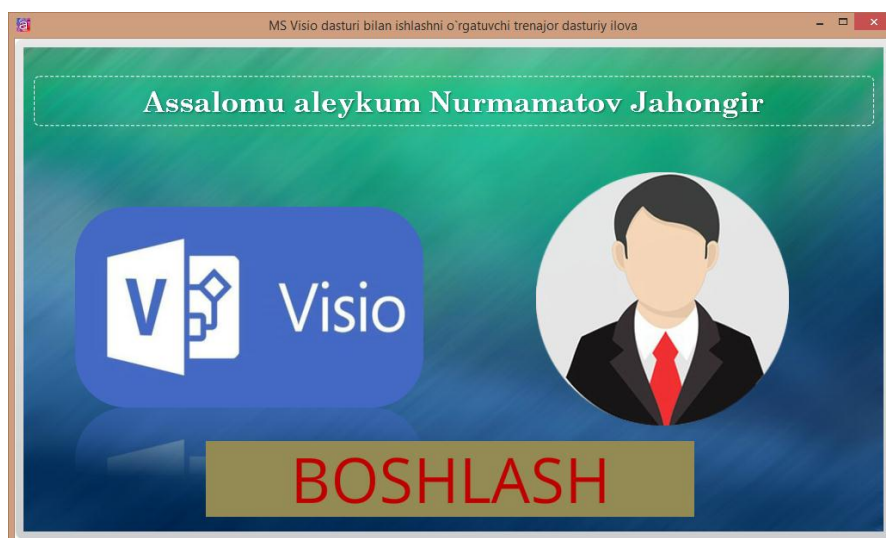 MS Visio dasturi bilan ishlashni o`rgatuvchi trenajor dasturiy ilova
Assalomu aleykum Nurmamatov Jahongir
V
Visio
BOSHLASH